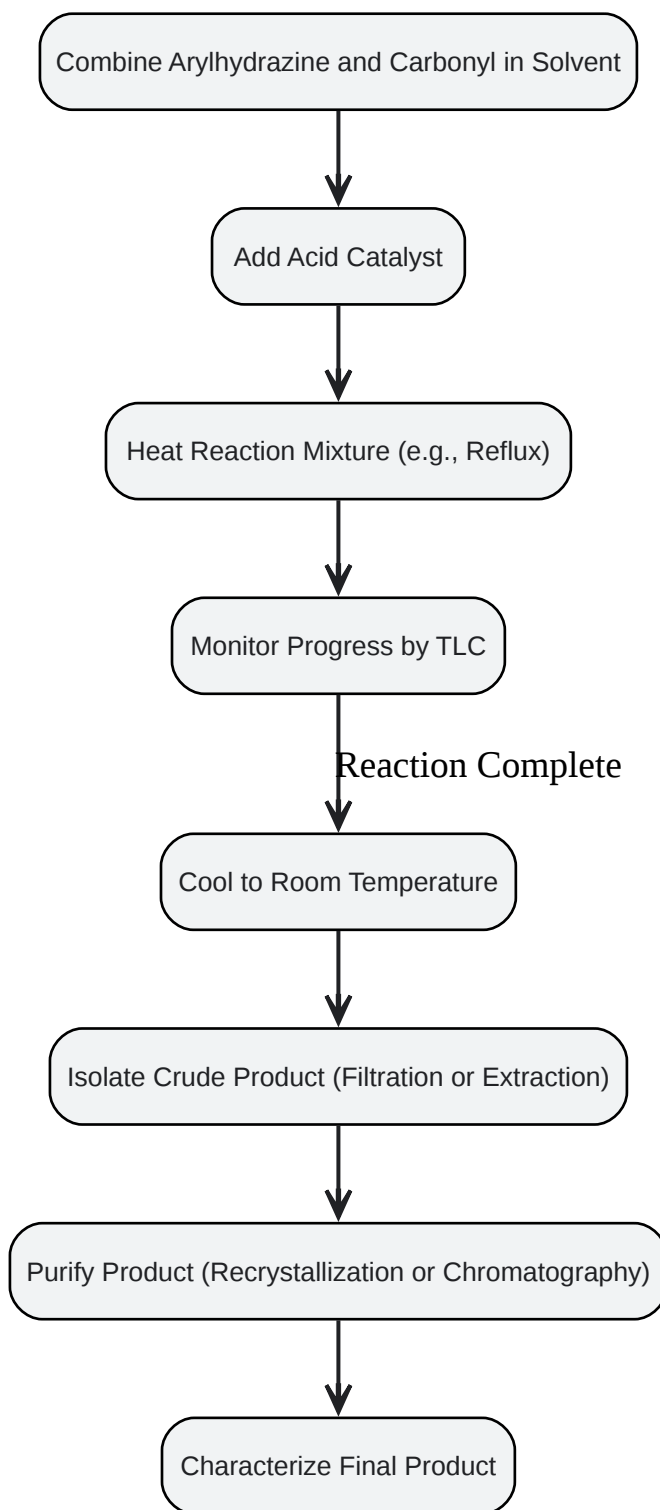 Combine Arylhydrazine and Carbonyl in Solvent
Add Acid Catalyst
Heat Reaction Mixture (e.g., Reflux)
Monitor Progress by TLC
Reaction Complete
Cool to Room Temperature
Isolate Crude Product (Filtration or Extraction)
Purify Product (Recrystallization or Chromatography)
Characterize Final Product